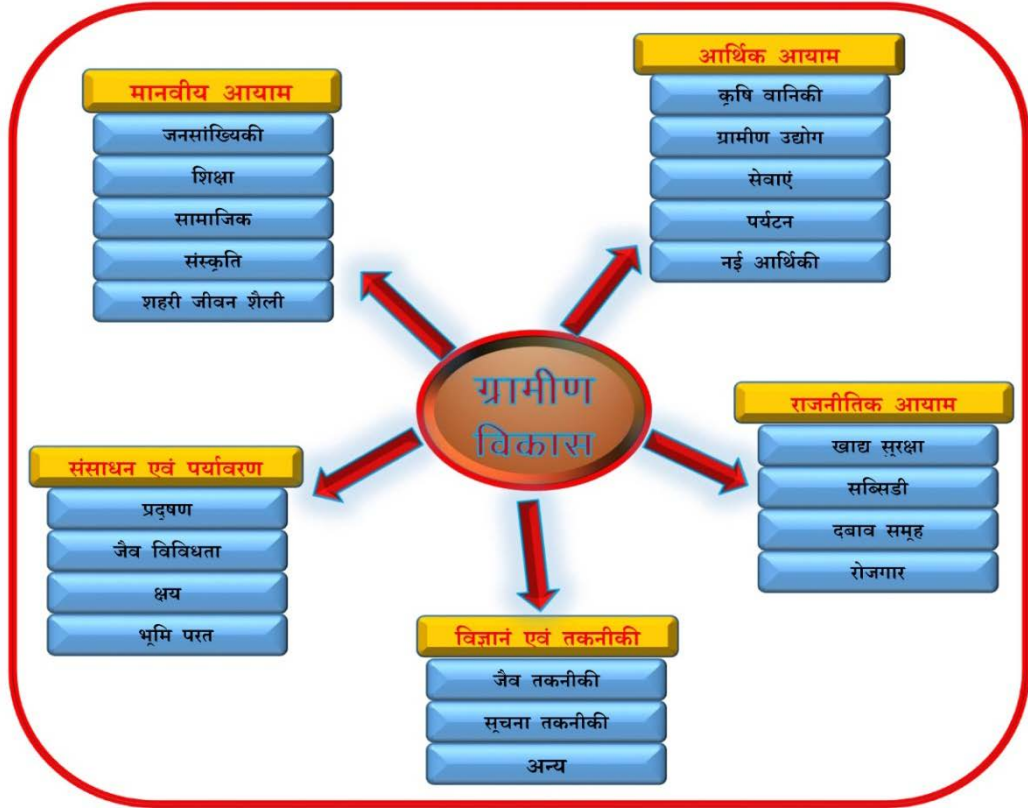 मानवीय आयाम
जनसांख्यिकी
शिक्षा
सामाजिक
संस्कृति
शहरी जीवन शैली
आर्थिक आयाम
कृषि वानिकी
ग्रामीण उद्योग
सेवाएं
पर्यटन
नई आर्थिकी
ग्रामीण
विकास
संसाधन एवं पर्यावरण
प्रदूषण
जैव विविधता
क्षय
भूमि परत
राजनीतिक आयाम
खाद्य सुरक्षा
सब्सिडी
दबाव समूह
रोजगार
विज्ञानं एवं तकनीकी
जैव तकनीकी
सूचना तकनीकी
अन्य